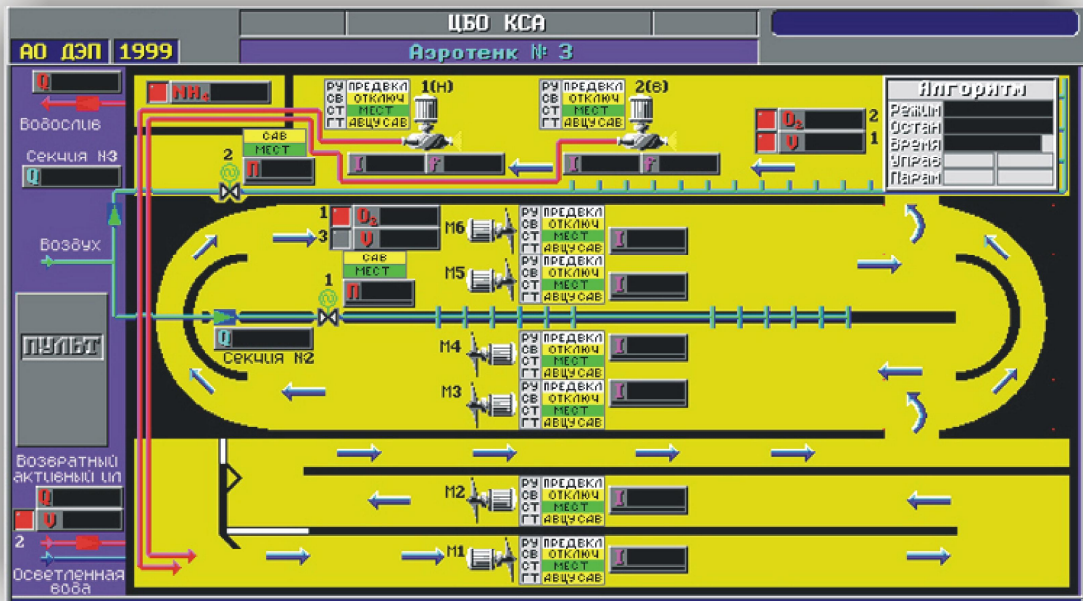 ЦБО КСА
АО ДЭП 1999
Аэротенк № 3
Q
Водослив
Секция N3
Q
Воздух
ПУЛЬТ
Возвратный
активный ил
Q
V
2
Осветленная
вода
NH₄
РУ ПРЕДВКЛ
СВ ОТКЛЮЧ
СТ МЕСТ
ГТ АВЦУСАВ
1(н)
I F
РУ ПРЕДВКЛ
СВ ОТКЛЮЧ
СТ МЕСТ
ГТ АВЦУСАВ
2(в)
I F
O₂ 2
V 1
Алгоритм
Режим
Остан
Время
Управ
Парам
САВ
2 МЕСТ
П
1 O₂
3 V
САВ
МЕСТ
1 П
Q
Секция N2
М6
РУ ПРЕДВКЛ
СВ ОТКЛЮЧ
СТ МЕСТ
ГТ АВЦУСАВ
I
М5
РУ ПРЕДВКЛ
СВ ОТКЛЮЧ
СТ МЕСТ
ГТ АВЦУСАВ
I
М4
РУ ПРЕДВКЛ
СВ ОТКЛЮЧ
СТ МЕСТ
ГТ АВЦУСАВ
I
М3
РУ ПРЕДВКЛ
СВ ОТКЛЮЧ
СТ МЕСТ
ГТ АВЦУСАВ
I
М2
РУ ПРЕДВКЛ
СВ ОТКЛЮЧ
СТ МЕСТ
ГТ АВЦУСАВ
I
М1
РУ ПРЕДВКЛ
СВ ОТКЛЮЧ
СТ МЕСТ
ГТ АВЦУСАВ
I